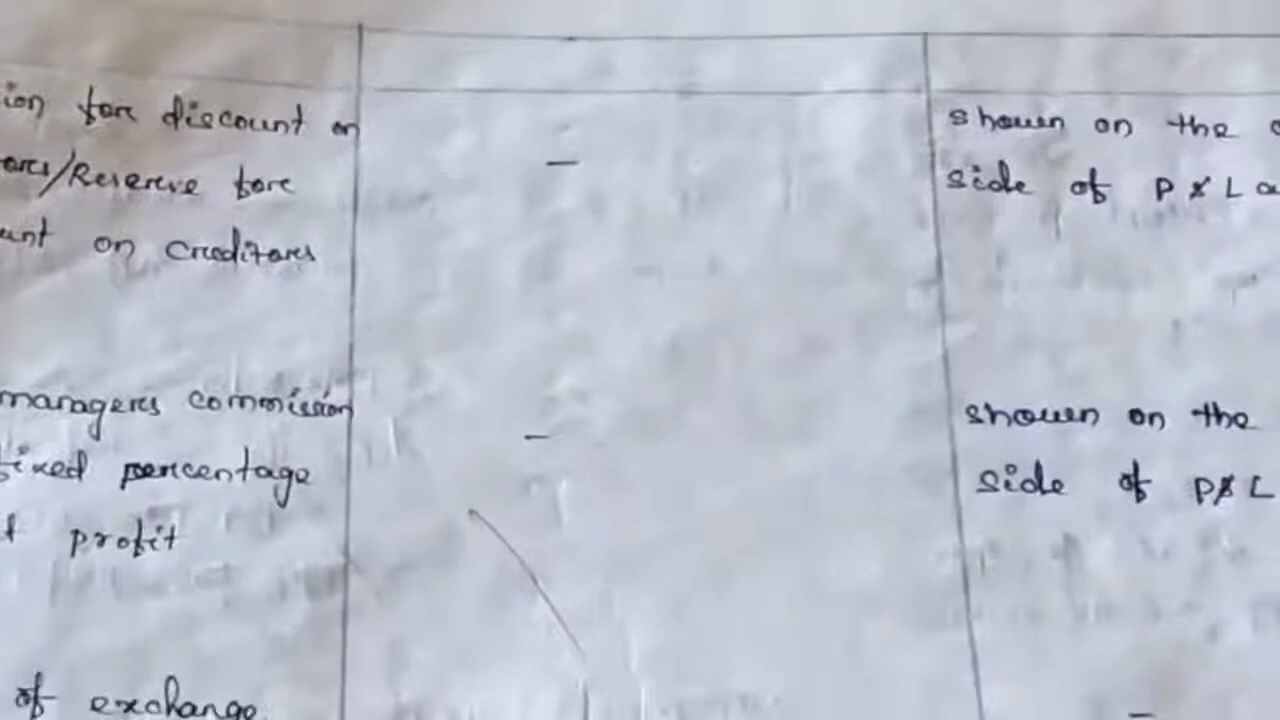 ion for discount on
ors/Reserve for
unt on creditors
—
shown on the
side of P & L a
managers commission
fixed percentage
t profit
—
shown on the
side of P & L
of exchange
—